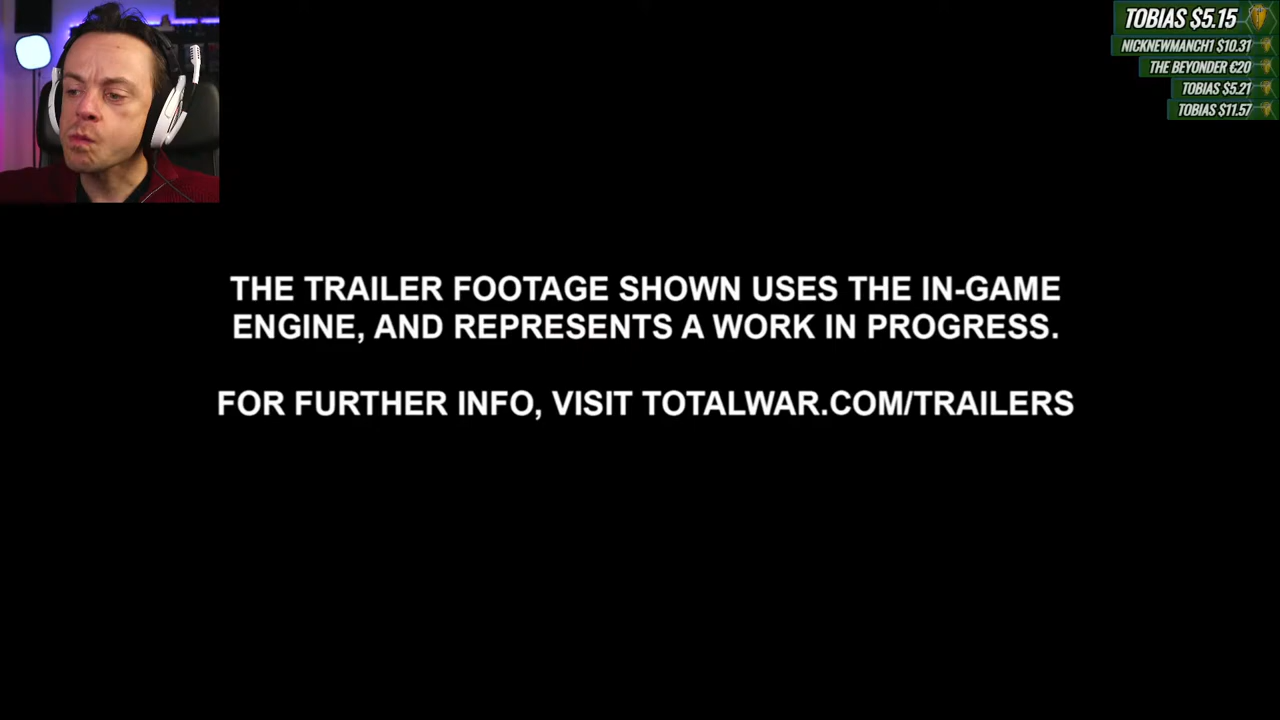 TOBIAS $5.15
NICKNEWMANCH1 $10.31
THE BEYONDER €20
TOBIAS $5.21
TOBIAS $11.57
THE TRAILER FOOTAGE SHOWN USES THE IN-GAME
ENGINE, AND REPRESENTS A WORK IN PROGRESS.
FOR FURTHER INFO, VISIT TOTALWAR.COM/TRAILERS